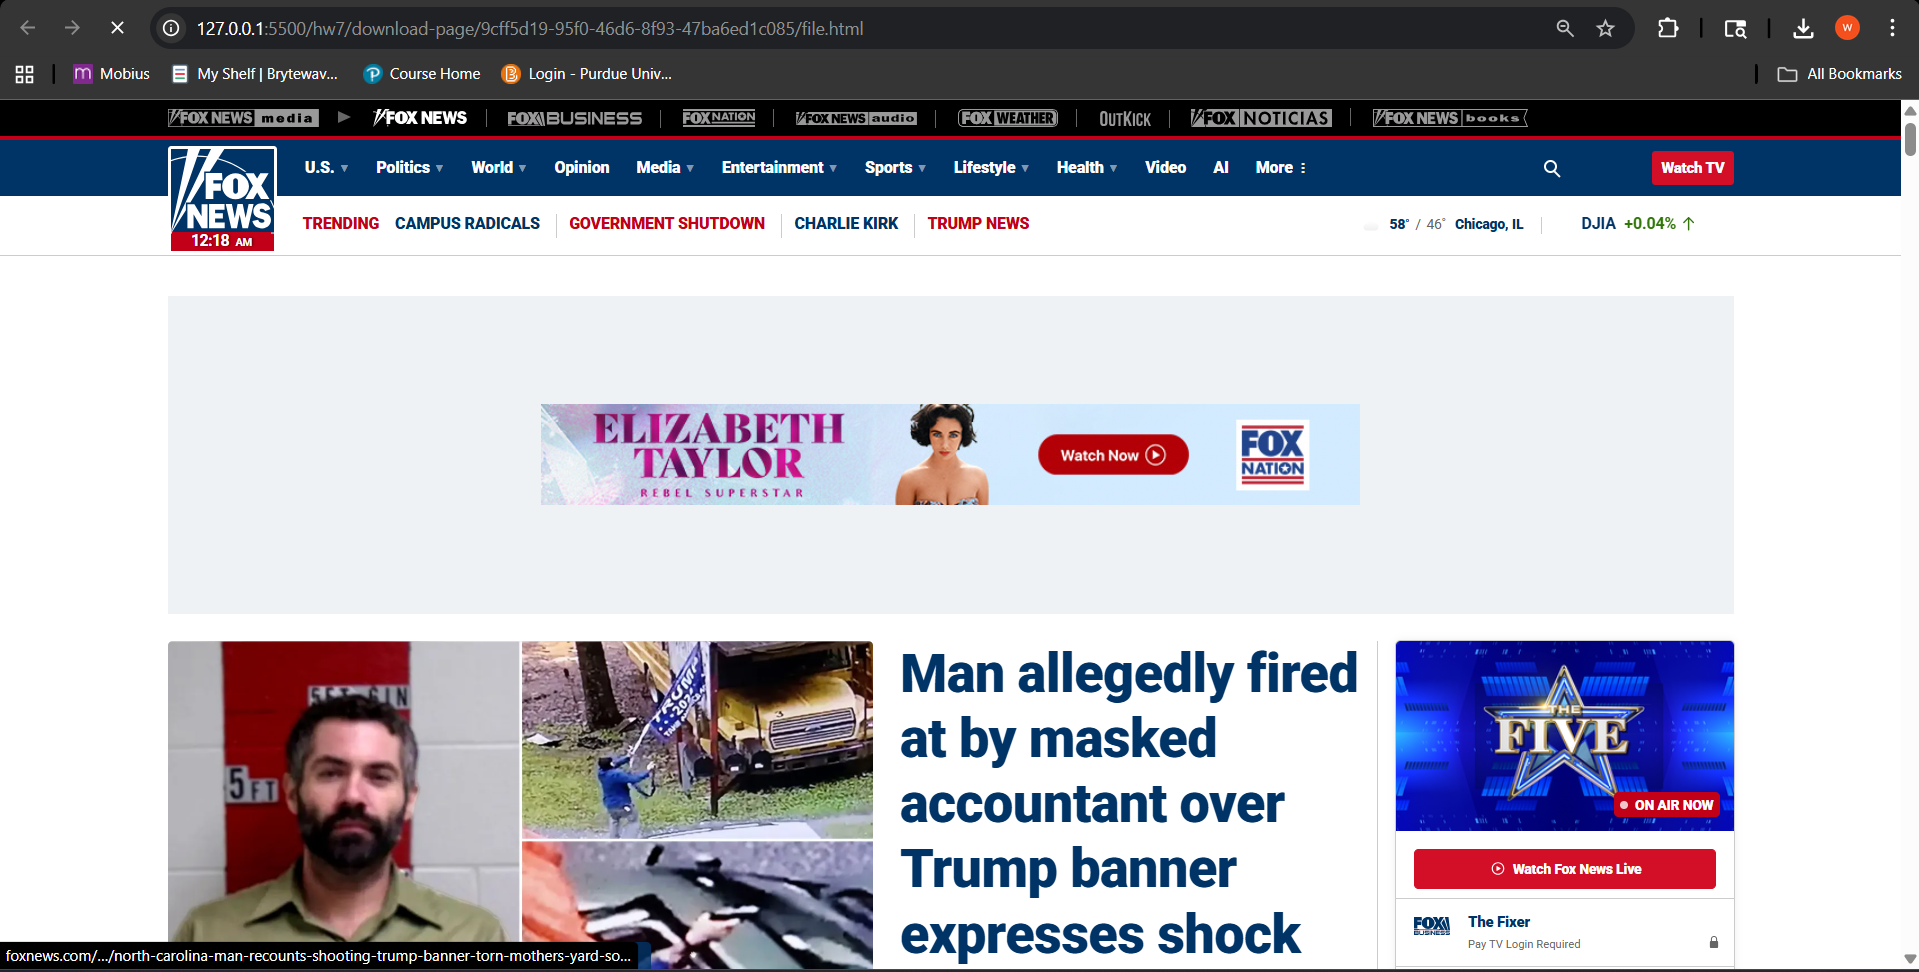 127.0.0.1:5500/hw7/download-page/9cff5d19-95f0-46d6-8f93-47ba6ed1c085/file.html
W
Mobius
My Shelf | Brytewav...
Course Home
Login - Purdue Univ...
All Bookmarks
FOX NEWS media
FOX NEWS
FOX BUSINESS
FOX NATION
FOX NEWS audio
FOX WEATHER
OUTKICK
FOX NOTICIAS
FOX NEWS books
FOX NEWS
12:18 AM
U.S.
Politics
World
Opinion
Media
Entertainment
Sports
Lifestyle
Health
Video
AI
More
Watch TV
TRENDING
CAMPUS RADICALS
GOVERNMENT SHUTDOWN
CHARLIE KIRK
TRUMP NEWS
58° / 46° Chicago, IL
DJIA +0.04% ↑
ELIZABETH
TAYLOR
REBEL SUPERSTAR
Watch Now
FOX
NATION
5FT
TRUMP
Man allegedly fired
at by masked
accountant over
Trump banner
expresses shock
THE
FIVE
ON AIR NOW
Watch Fox News Live
FOX
BUSINESS
The Fixer
Pay TV Login Required
foxnews.com/.../north-carolina-man-recounts-shooting-trump-banner-torn-mothers-yard-so...